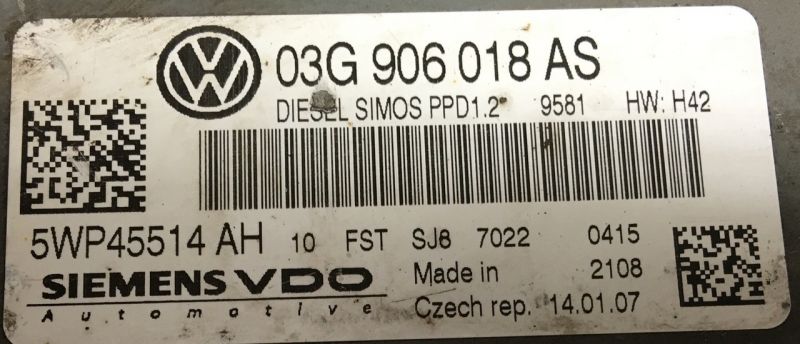 VW 03G 906 018 AS
DIESEL SIMOS PPD1.2 9581 HW: H42
5WP45514 AH 10 FST SJ8 7022 0415
SIEMENS VDO Made in 2108
Automotive Czech rep. 14.01.07